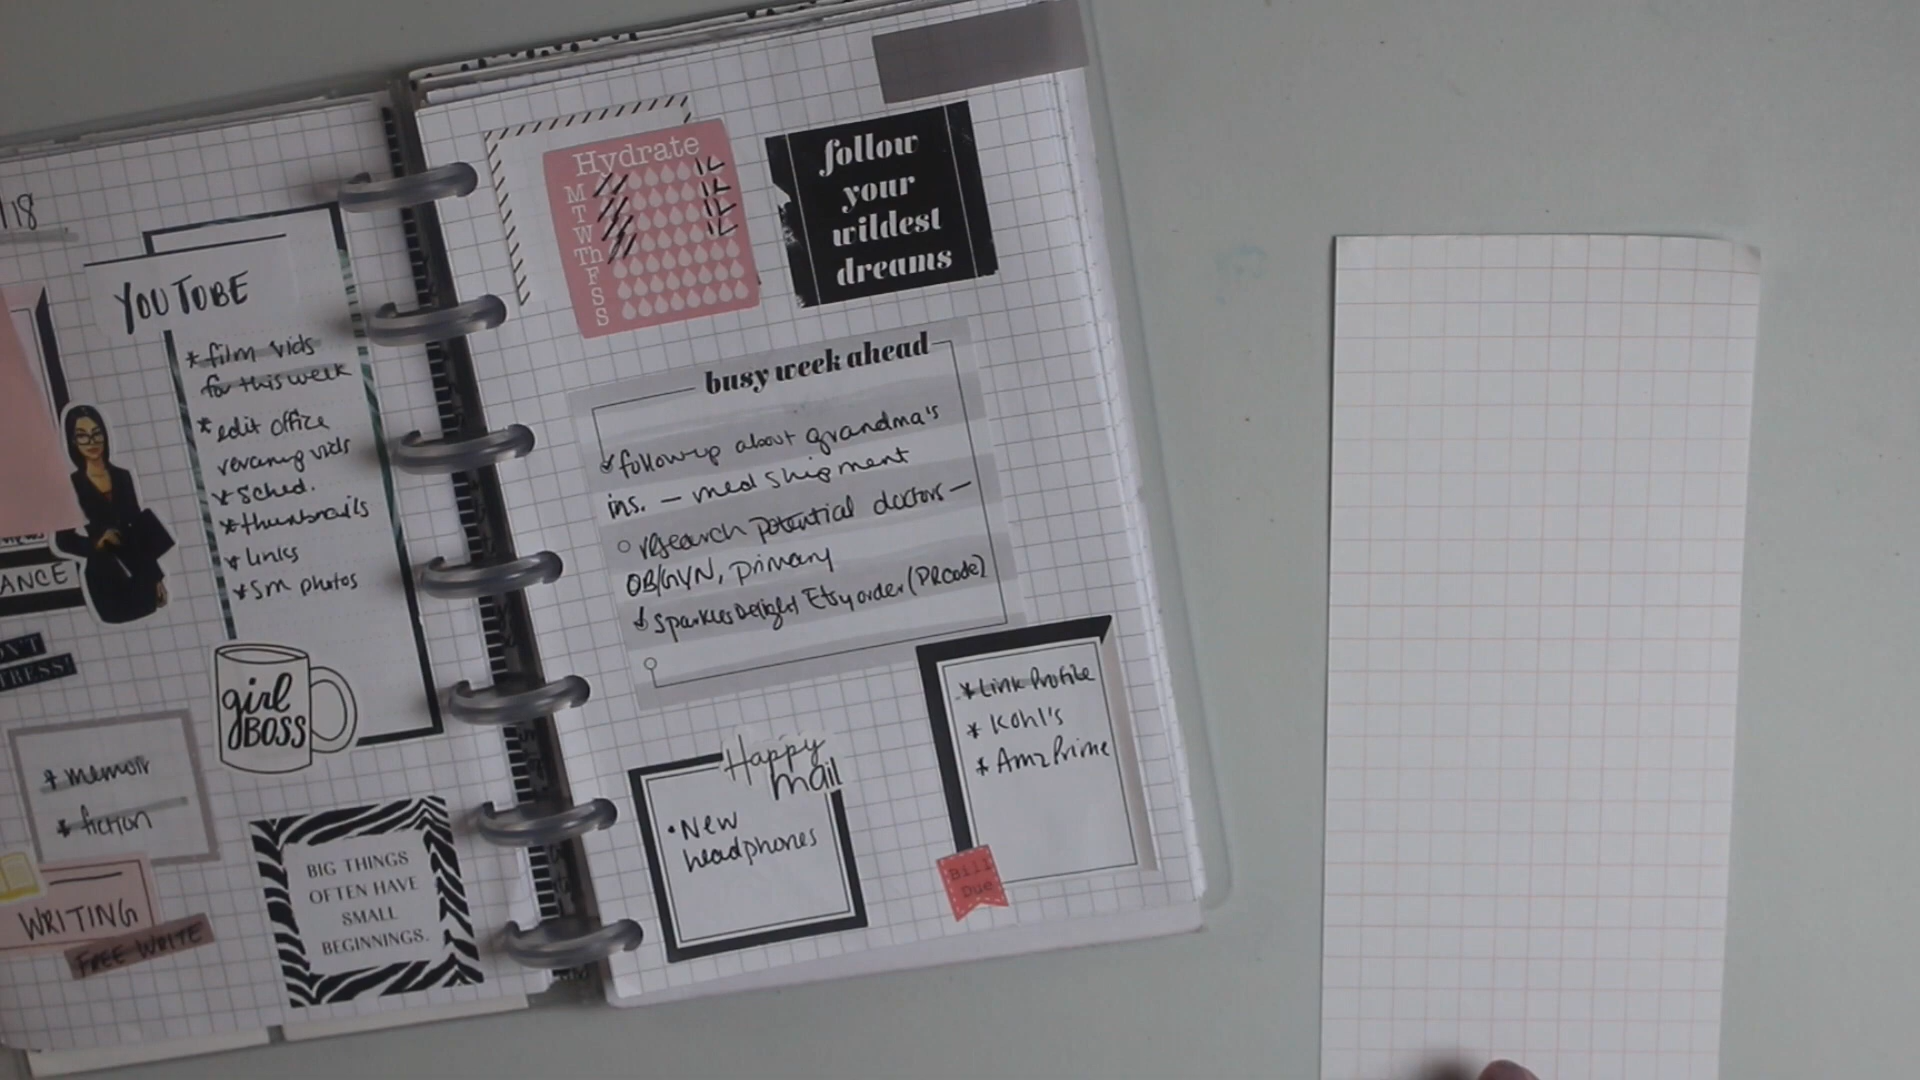 /18
YOUTUBE
* film vids
for this week
* edit office
revamp vids
* Sched.
* thumbnails
* Links
* Sm photos
ANCE
N'T
TRESS!
girl
BOSS
* memoir
* fiction
WRITING
FREE WRITE
BIG THINGS
OFTEN HAVE
SMALL
BEGINNINGS.
Hydrate
M
T
W
Th
F
S
S
follow
your
wildest
dreams
busy week ahead
followup about grandma's
ins. — med shipment
research potential doctors —
OB/GYN, primary
Sparkles Delight Etsy order (PR code)
Happy
mail
• New
headphones
* Link Profile
* Kohl's
* Amz Prime
Bill
Due